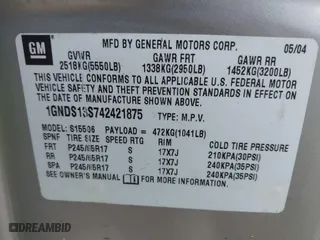 GM
MFD BY GENERAL MOTORS CORP. 05/04
GVWR GAWR FRT GAWR RR
2518KG(5550LB) 1338KG(2950LB) 1452KG(3200LB)
THIS VEHICLE CONFORMS TO ALL APPLICABLE U.S. FEDERAL MOTOR
VEHICLE SAFETY AND THEFT PREVENTION STANDARDS IN EFFECT ON THE
DATE OF MANUFACTURE SHOWN ABOVE.
1GNDS13S742421875 TYPE: M.P.V.
MODEL: S15506 PAYLOAD = 472KG(1041LB)
TIRE SIZE SPD RTG RIM COLD TIRE PRESSURE
FRT P245/65R17 S 17X7J 210KPA(30PSI)
RR P245/65R17 S 17X7J 240KPA(35PSI)
SPA P245/65R17 S 17X7J 240KPA(35PSI)
SEE OWNER'S MANUAL FOR ADDITIONAL INFORMATION.